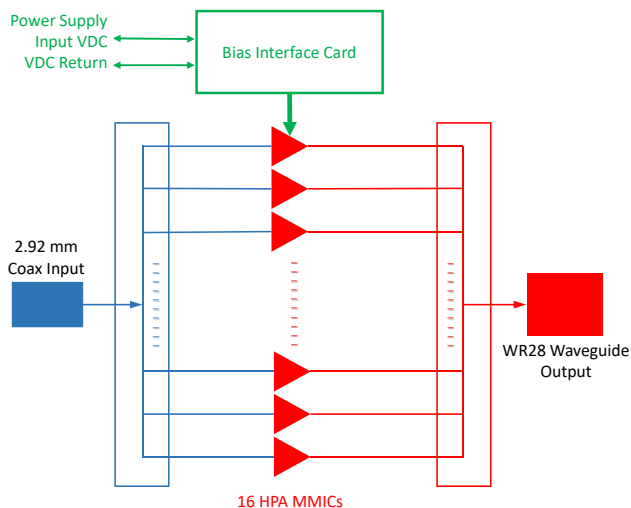 Power Supply
Input VDC
VDC Return
Bias Interface Card
2.92 mm
Coax Input
WR28 Waveguide
Output
16 HPA MMICs